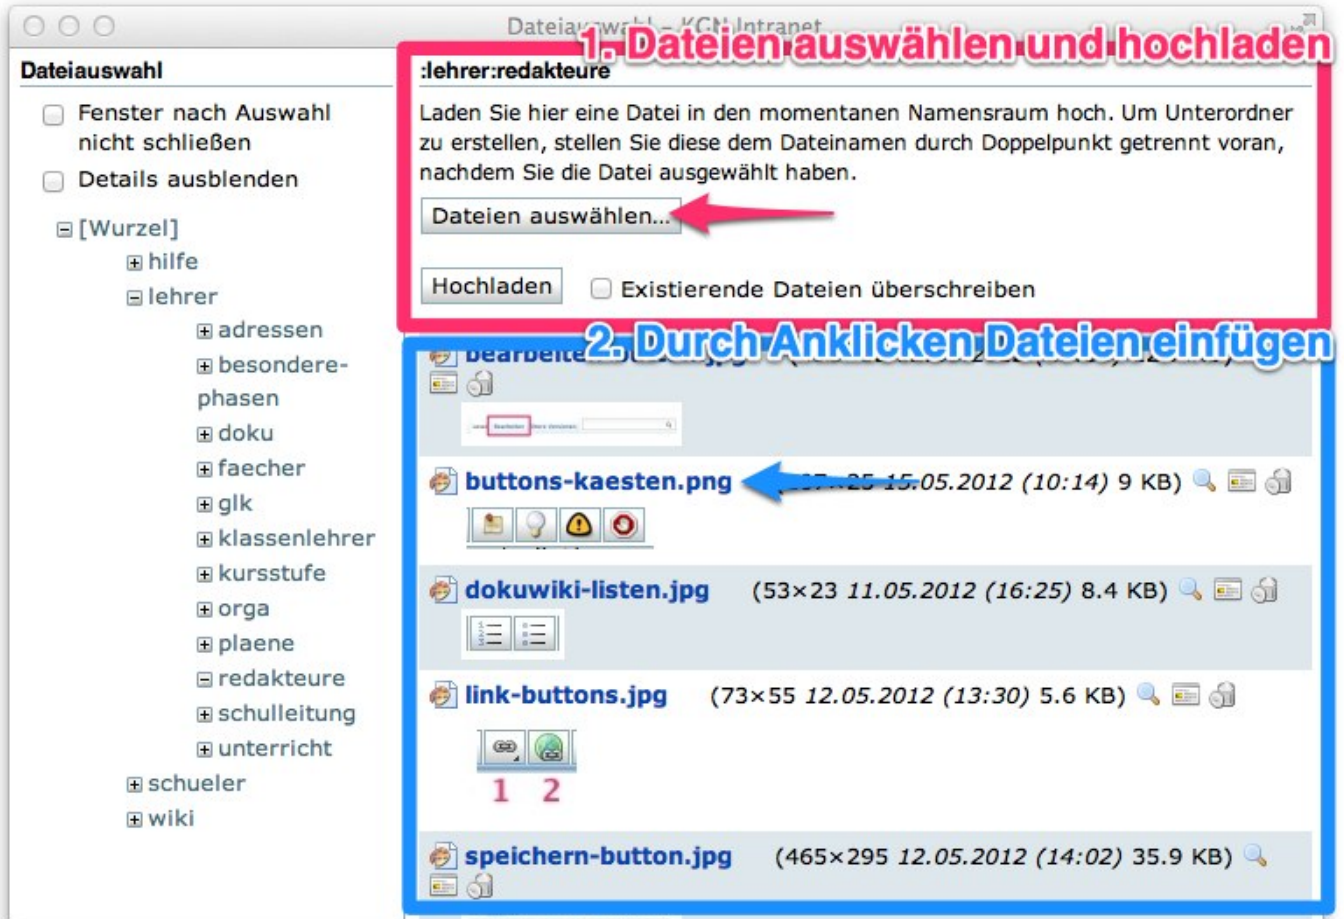 Dateiauswahl – KGN Intranet
1. Dateien auswählen und hochladen
Dateiauswahl
Fenster nach Auswahl
nicht schließen
Details ausblenden
[Wurzel]
hilfe
lehrer
adressen
besondere-
phasen
doku
faecher
glk
klassenlehrer
kursstufe
orga
plaene
redakteure
schulleitung
unterricht
schueler
wiki
:lehrer:redakteure
Laden Sie hier eine Datei in den momentanen Namensraum hoch. Um Unterordner
zu erstellen, stellen Sie diese dem Dateinamen durch Doppelpunkt getrennt voran,
nachdem Sie die Datei ausgewählt haben.
Dateien auswählen...
Hochladen
Existierende Dateien überschreiben
2. Durch Anklicken Dateien einfügen
Bearbeiten
buttons-kaesten.png 15.05.2012 (10:14) 9 KB)
dokuwiki-listen.jpg (53×23 11.05.2012 (16:25) 8.4 KB)
link-buttons.jpg (73×55 12.05.2012 (13:30) 5.6 KB)
1 2
speichern-button.jpg (465×295 12.05.2012 (14:02) 35.9 KB)